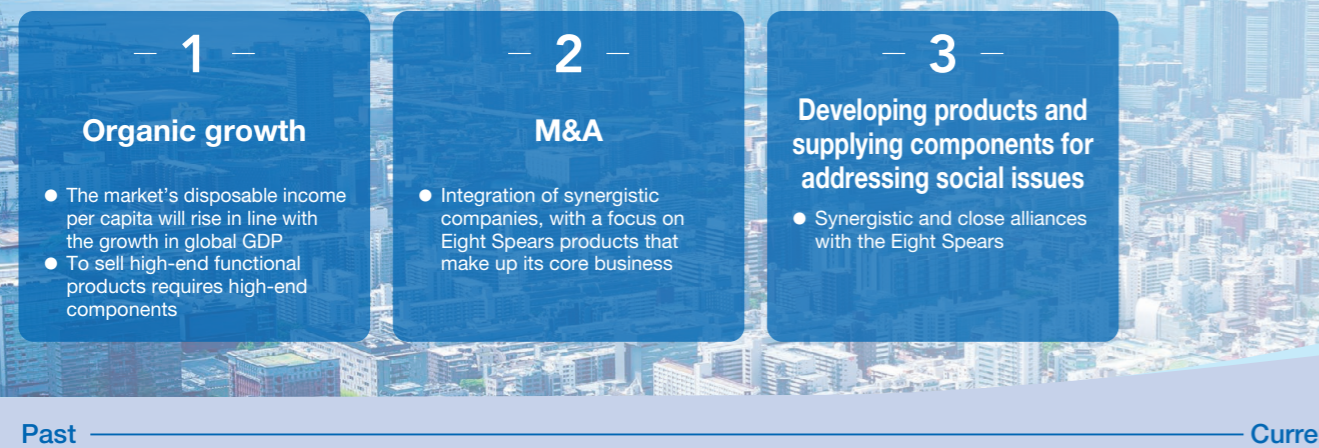 1
Organic growth
● The market's disposable income
per capita will rise in line with
the growth in global GDP
● To sell high-end functional
products requires high-end
components
2
M&A
● Integration of synergistic
companies, with a focus on
Eight Spears products that
make up its core business
3
Developing products and
supplying components for
addressing social issues
● Synergistic and close alliances
with the Eight Spears
Past
Curre